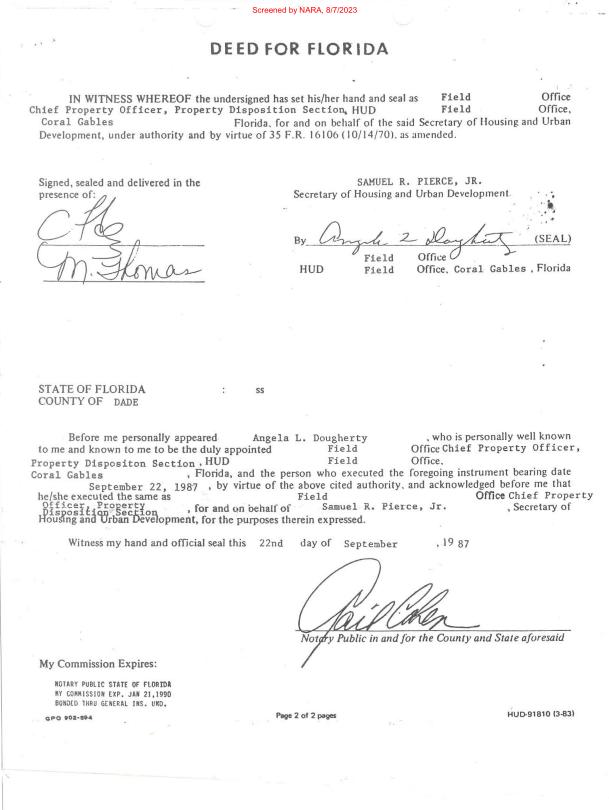 Screened by NARA, 8/7/2023
DEED FOR FLORIDA
IN WITNESS WHEREOF the undersigned has set his/her hand and seal as Field Office
Chief Property Officer, Property Disposition Section, HUD Field Office,
Coral Gables Florida, for and on behalf of the said Secretary of Housing and Urban
Development, under authority and by virtue of 35 F.R. 16106 (10/14/70), as amended.
Signed, sealed and delivered in the
presence of:
SAMUEL R. PIERCE, JR.
Secretary of Housing and Urban Development.
By Angela L Dougherty (SEAL)
Field Office
HUD Field Office, Coral Gables , Florida
M. Thomas
STATE OF FLORIDA : ss
COUNTY OF DADE
Before me personally appeared Angela L. Dougherty , who is personally well known
to me and known to me to be the duly appointed Field Office Chief Property Officer,
Property Dispositon Section , HUD Field Office,
Coral Gables , Florida, and the person who executed the foregoing instrument bearing date
September 22, 1987 , by virtue of the above cited authority, and acknowledged before me that
he/she executed the same as Field Office Chief Property
Officer, Property
Disposition Section , for and on behalf of Samuel R. Pierce, Jr. , Secretary of
Housing and Urban Development, for the purposes therein expressed.
Witness my hand and official seal this 22nd day of September , 19 87
Gail Cohen
Notary Public in and for the County and State aforesaid
My Commission Expires:
NOTARY PUBLIC STATE OF FLORIDA
MY COMMISSION EXP. JAN 21,1990
BONDED THRU GENERAL INS. UND.
GPO 902-894
Page 2 of 2 pages
HUD-91810 (3-83)